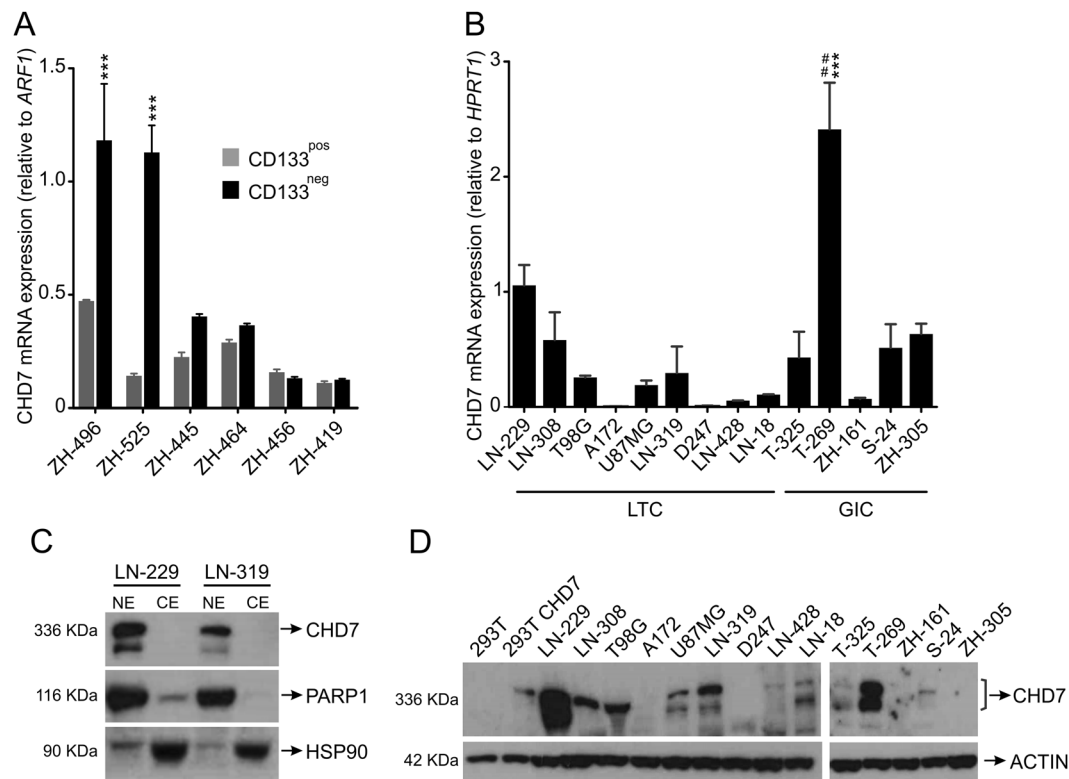 A
CHD7 mRNA expression (relative to ARF1)
1.5
1.0
0.5
0
***
***
CD133pos
CD133neg
ZH-496
ZH-525
ZH-445
ZH-464
ZH-456
ZH-419
B
CHD7 mRNA expression (relative to HPRT1)
3
2
1
0
##
***
LN-229
LN-308
T98G
A172
U87MG
LN-319
D247
LN-428
LN-18
T-325
T-269
ZH-161
S-24
ZH-305
LTC
GIC
C
LN-229 LN-319
NE CE NE CE
336 KDa CHD7
116 KDa PARP1
90 KDa HSP90
D
293T
293T CHD7
LN-229
LN-308
T98G
A172
U87MG
LN-319
D247
LN-428
LN-18
T-325
T-269
ZH-161
S-24
ZH-305
336 KDa CHD7
42 KDa ACTIN